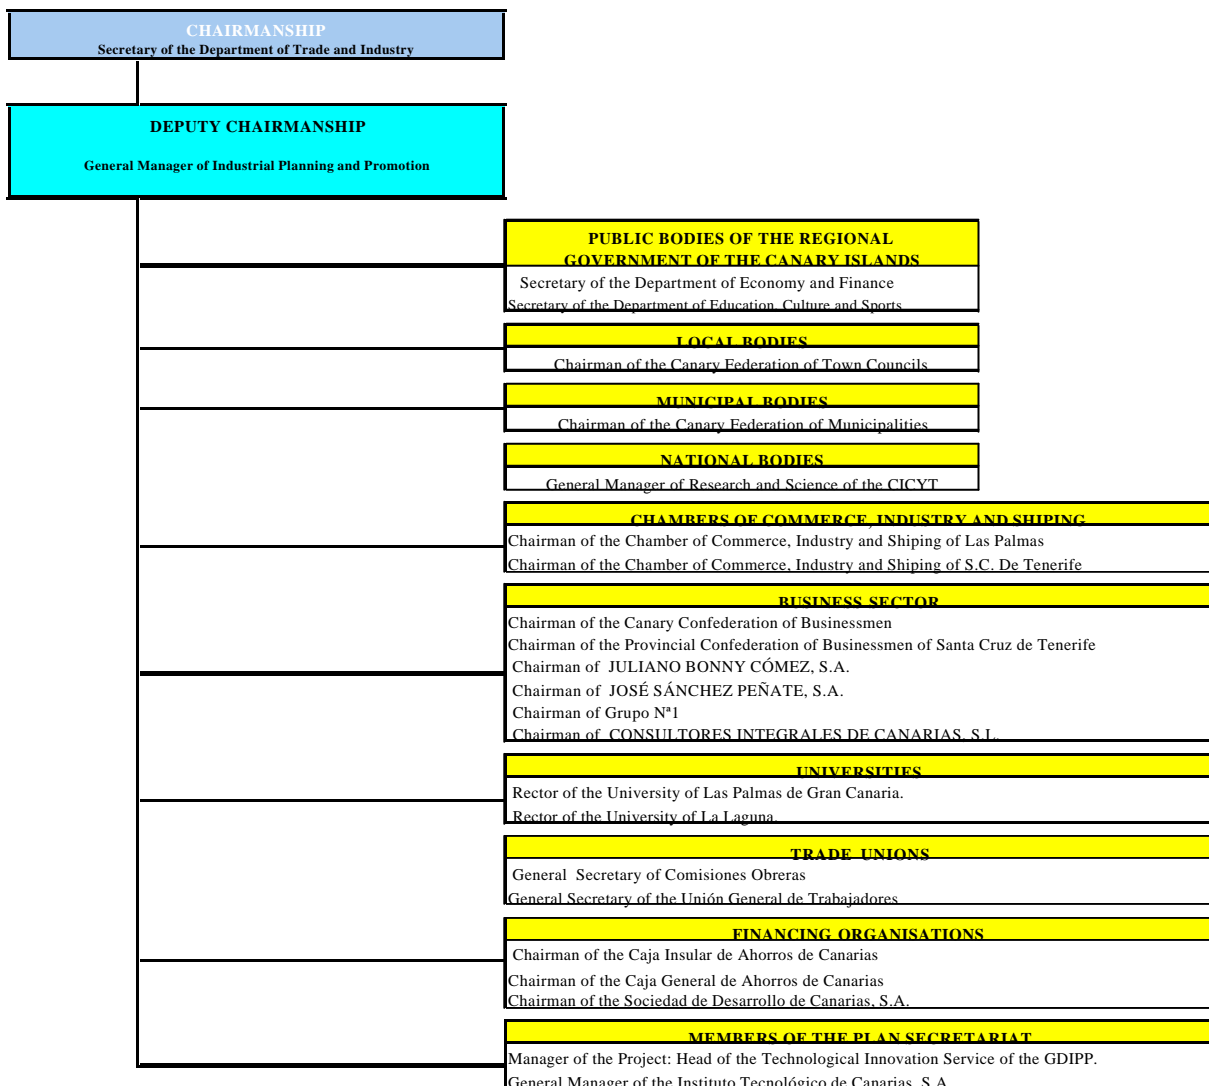 CHAIRMANSHIP
Secretary of the Department of Trade and Industry
DEPUTY CHAIRMANSHIP
General Manager of Industrial Planning and Promotion
PUBLIC BODIES OF THE REGIONAL
GOVERNMENT OF THE CANARY ISLANDS
Secretary of the Department of Economy and Finance
Secretary of the Department of Education, Culture and Sports
LOCAL BODIES
Chairman of the Canary Federation of Town Councils
MUNICIPAL BODIES
Chairman of the Canary Federation of Municipalities
NATIONAL BODIES
General Manager of Research and Science of the CICYT
CHAMBERS OF COMMERCE, INDUSTRY AND SHIPING
Chairman of the Chamber of Commerce, Industry and Shiping of Las Palmas
Chairman of the Chamber of Commerce, Industry and Shiping of S.C. De Tenerife
BUSINESS SECTOR
Chairman of the Canary Confederation of Businessmen
Chairman of the Provincial Confederation of Businessmen of Santa Cruz de Tenerife
Chairman of JULIANO BONNY CÓMEZ, S.A.
Chairman of JOSÉ SÁNCHEZ PEÑATE, S.A.
Chairman of Grupo Nª1
Chairman of CONSULTORES INTEGRALES DE CANARIAS, S.L.
UNIVERSITIES
Rector of the University of Las Palmas de Gran Canaria.
Rector of the University of La Laguna.
TRADE UNIONS
General Secretary of Comisiones Obreras
General Secretary of the Unión General de Trabajadores
FINANCING ORGANISATIONS
Chairman of the Caja Insular de Ahorros de Canarias
Chairman of the Caja General de Ahorros de Canarias
Chairman of the Sociedad de Desarrollo de Canarias, S.A.
MEMBERS OF THE PLAN SECRETARIAT
Manager of the Project: Head of the Technological Innovation Service of the GDIPP.
General Manager of the Instituto Tecnológico de Canarias, S.A.